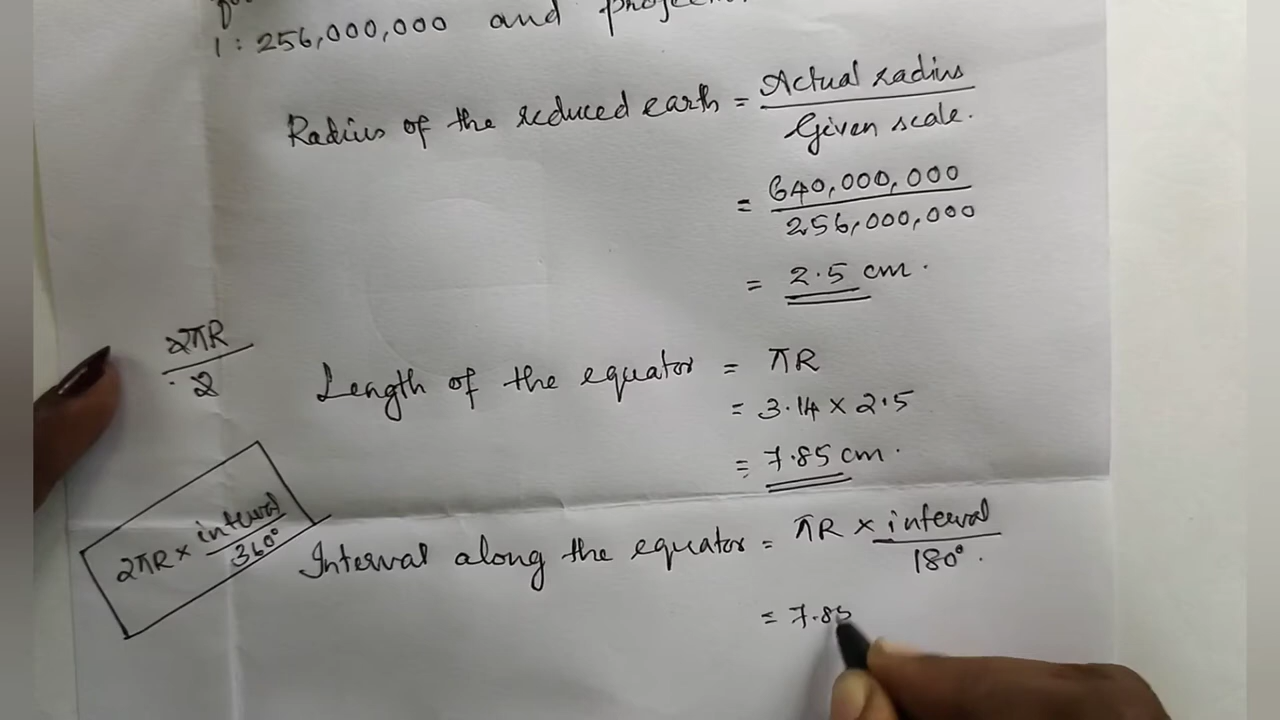 1 : 256,000,000 and
Radius of the reduced earth = Actual radius
Given scale.
= 640,000,000
256,000,000
= 2.5 cm.
2πR
2
Length of the equator = πR
= 3.14 × 2.5
= 7.85 cm.
2πR × interval
360°
Interval along the equator = πR × interval
180°.
= 7.85